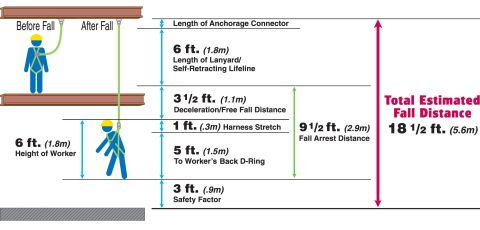 Before Fall
After Fall
Length of Anchorage Connector
6 ft. (1.8m)
Length of Lanyard/
Self-Retracting Lifeline
3 1/2 ft. (1.1m)
Deceleration/Free Fall Distance
1 ft. (.3m) Harness Stretch
6 ft. (1.8m)
Height of Worker
5 ft. (1.5m)
To Worker's Back D-Ring
9 1/2 ft. (2.9m)
Fall Arrest Distance
3 ft. (.9m)
Safety Factor
Total Estimated
Fall Distance
18 1/2 ft. (5.6m)